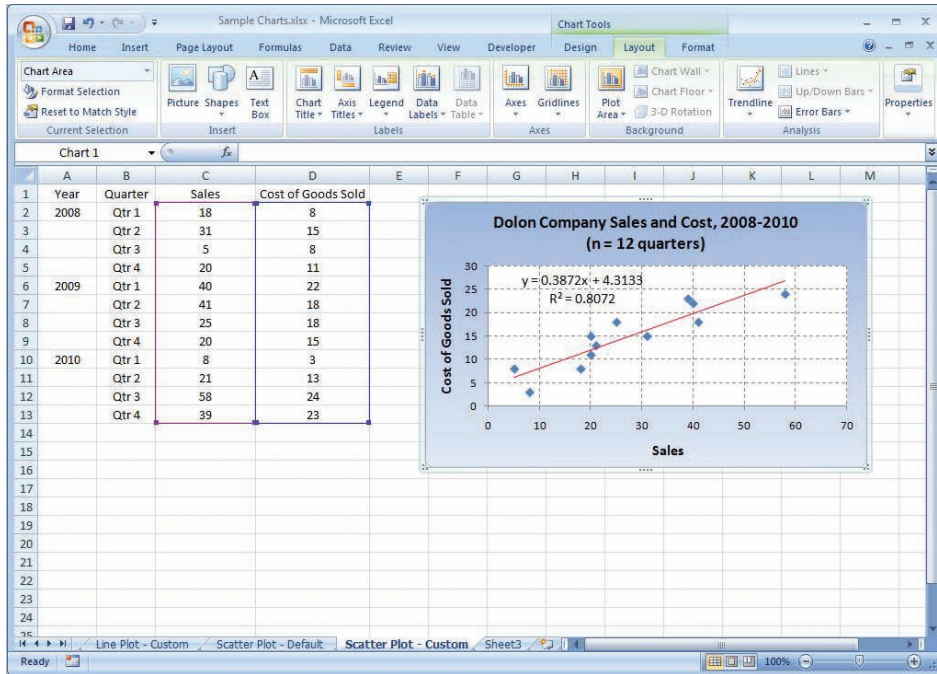 Sample Charts.xlsx - Microsoft Excel
Chart Tools
Home Insert Page Layout Formulas Data Review View Developer Design Layout Format
Chart Area
Format Selection
Reset to Match Style
Current Selection
Picture Shapes Text Box
Insert
Chart Title Axis Titles Legend Data Labels Data Table
Labels
Axes Gridlines
Axes
Plot Area
Chart Wall
Chart Floor
3-D Rotation
Background
Trendline
Lines
Up/Down Bars
Error Bars
Analysis
Properties
Chart 1 fx
A B C D E F G H I J K L M
1 Year Quarter Sales Cost of Goods Sold
2 2008 Qtr 1 18 8
3 Qtr 2 31 15
4 Qtr 3 5 8
5 Qtr 4 20 11
6 2009 Qtr 1 40 22
7 Qtr 2 41 18
8 Qtr 3 25 18
9 Qtr 4 20 15
10 2010 Qtr 1 8 3
11 Qtr 2 21 13
12 Qtr 3 58 24
13 Qtr 4 39 23
14
15
16
17
18
19
20
21
22
23
24
25
Dolon Company Sales and Cost, 2008-2010
(n = 12 quarters)
y = 0.3872x + 4.3133
R² = 0.8072
Cost of Goods Sold
30
25
20
15
10
5
0
0 10 20 30 40 50 60 70
Sales
Line Plot - Custom Scatter Plot - Default Scatter Plot - Custom Sheet3
Ready 100%